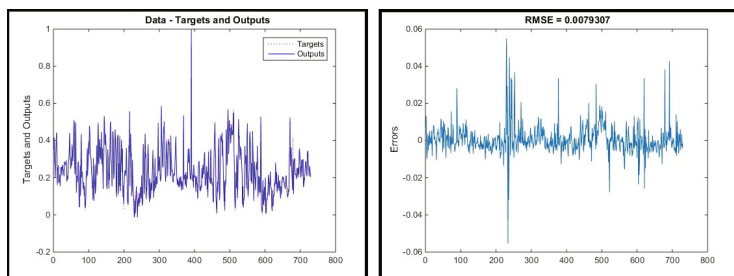 Data - Targets and Outputs
Targets and Outputs
1
0.8
0.6
0.4
0.2
0
-0.2
Targets
Outputs
0 100 200 300 400 500 600 700 800
RMSE = 0.0079307
Errors
0.06
0.04
0.02
0
-0.02
-0.04
-0.06
0 100 200 300 400 500 600 700 800